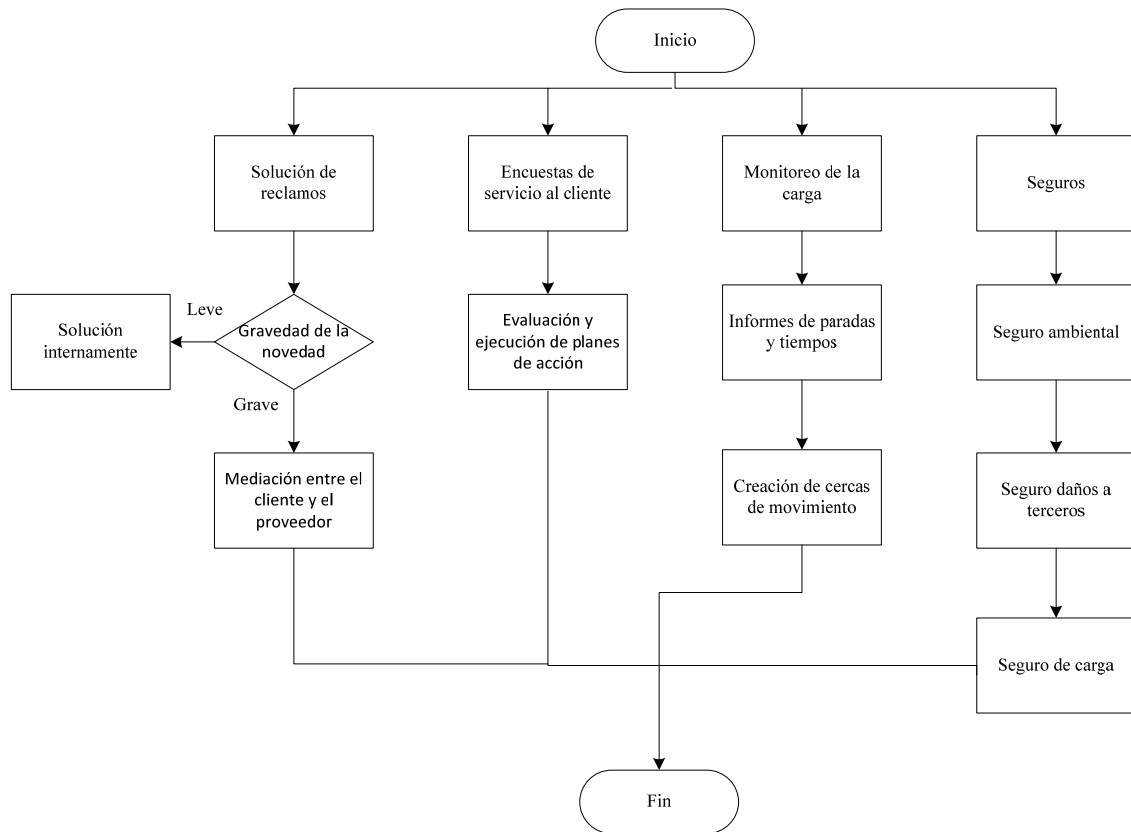 Inicio
Solución de
reclamos
Encuestas de
servicio al cliente
Monitoreo de la
carga
Seguros
Leve
Solución
internamente
Gravedad de la
novedad
Evaluación y
ejecución de planes
de acción
Informes de paradas
y tiempos
Seguro ambiental
Grave
Mediación entre el
cliente y el
proveedor
Creación de cercas
de movimiento
Seguro daños a
terceros
Seguro de carga
Fin